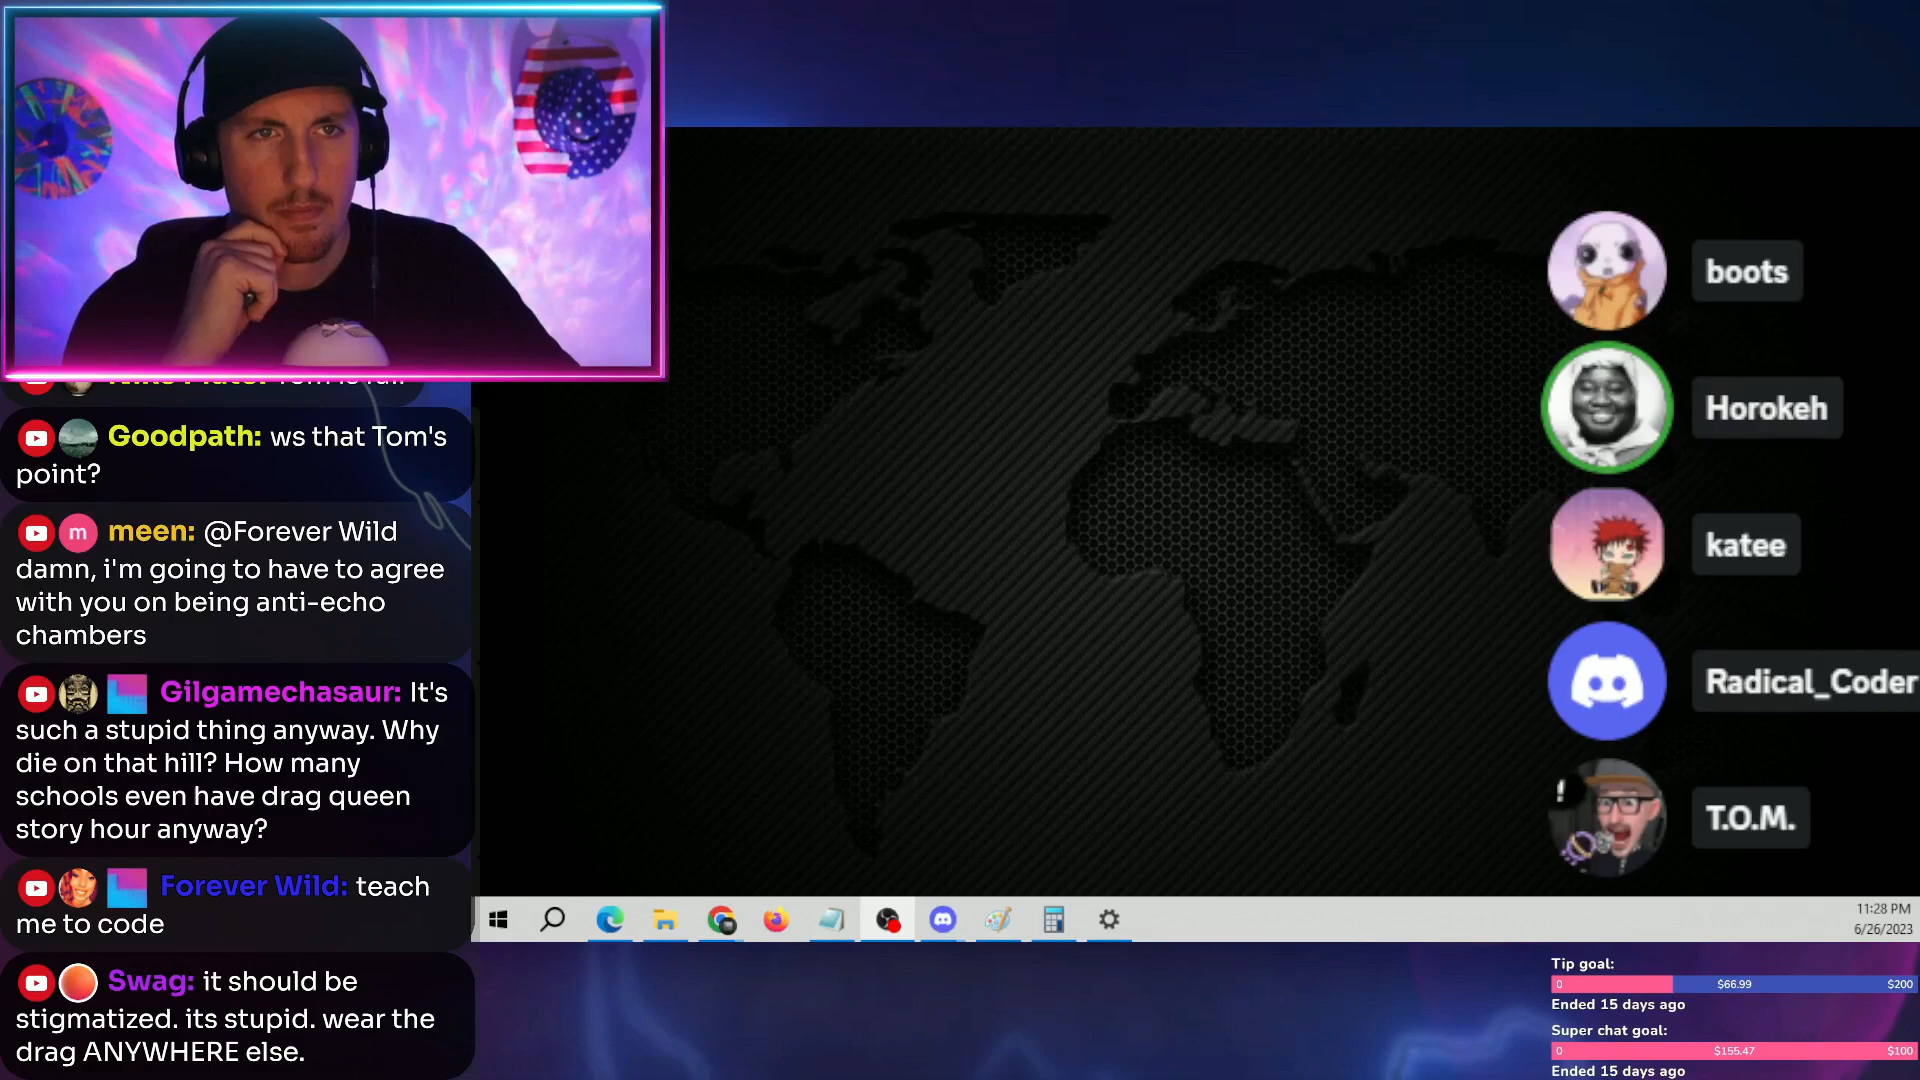 Goodpath: ws that Tom's
point?
m meen: @Forever Wild
damn, i'm going to have to agree
with you on being anti-echo
chambers
Gilgamechasaur: It's
such a stupid thing anyway. Why
die on that hill? How many
schools even have drag queen
story hour anyway?
Forever Wild: teach
me to code
Swag: it should be
stigmatized. its stupid. wear the
drag ANYWHERE else.
boots
Horokeh
katee
Radical_Coder
! T.O.M.
11:28 PM
6/26/2023
Tip goal:
0 $66.99 $200
Ended 15 days ago
Super chat goal:
0 $155.47 $100
Ended 15 days ago